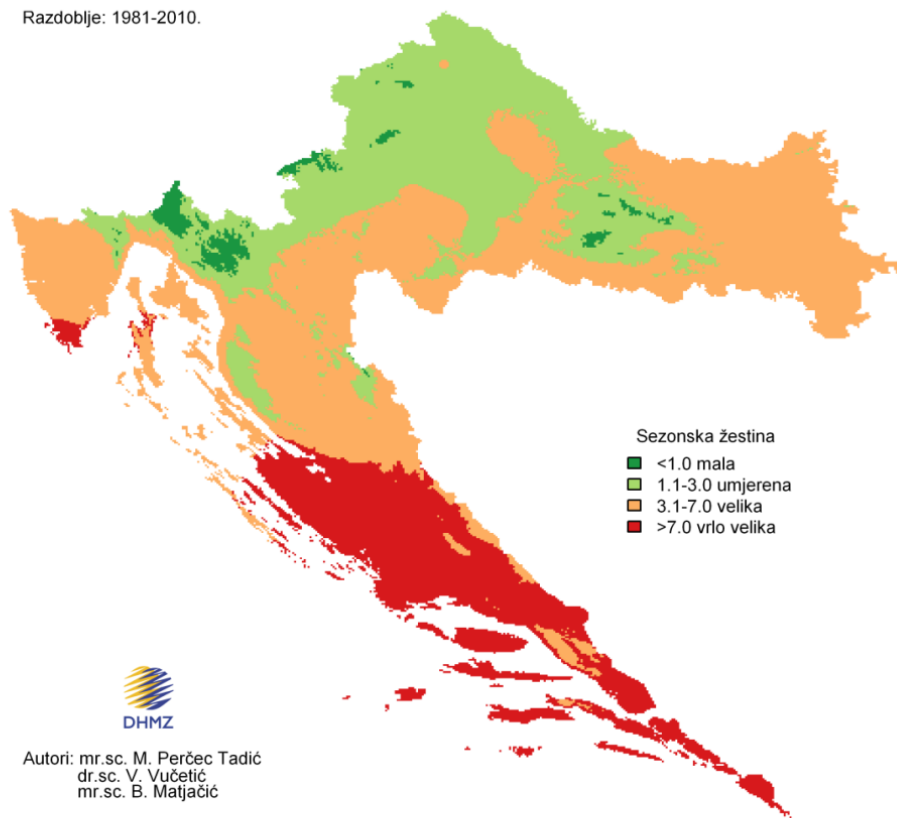 Razdoblje: 1981-2010.
Sezonska žestina
<1.0 mala
1.1-3.0 umjerena
3.1-7.0 velika
>7.0 vrlo velika
DHMZ
Autori: mr.sc. M. Perčec Tadić
dr.sc. V. Vučetić
mr.sc. B. Matjačić